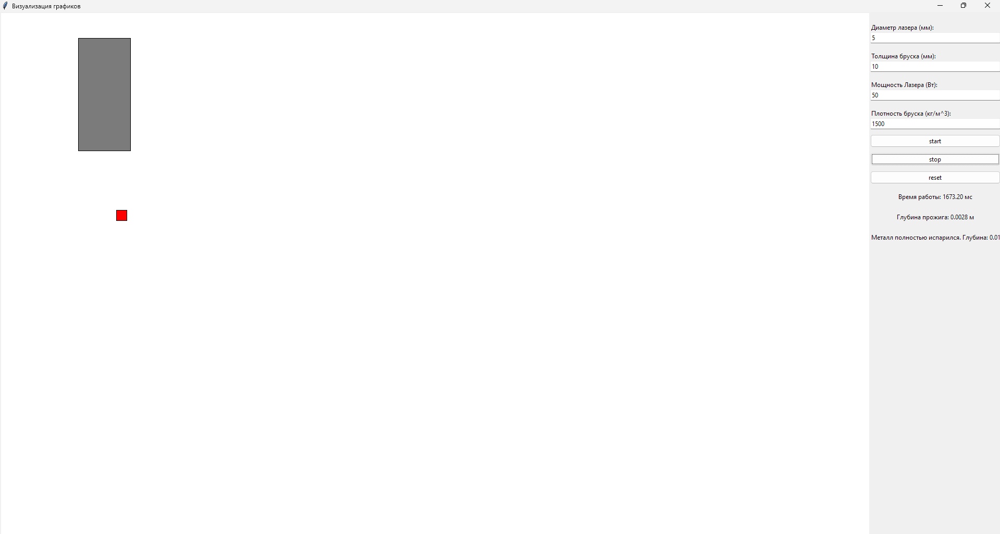 Визуализация графиков
Диаметр лазера (мм):
5
Толщина бруска (мм):
10
Мощность Лазера (Вт):
50
Плотность бруска (кг/м^3):
1500
start
stop
reset
Время работы: 1673.20 мс
Глубина прожига: 0.0028 м
Металл полностью испарился. Глубина: 0.01